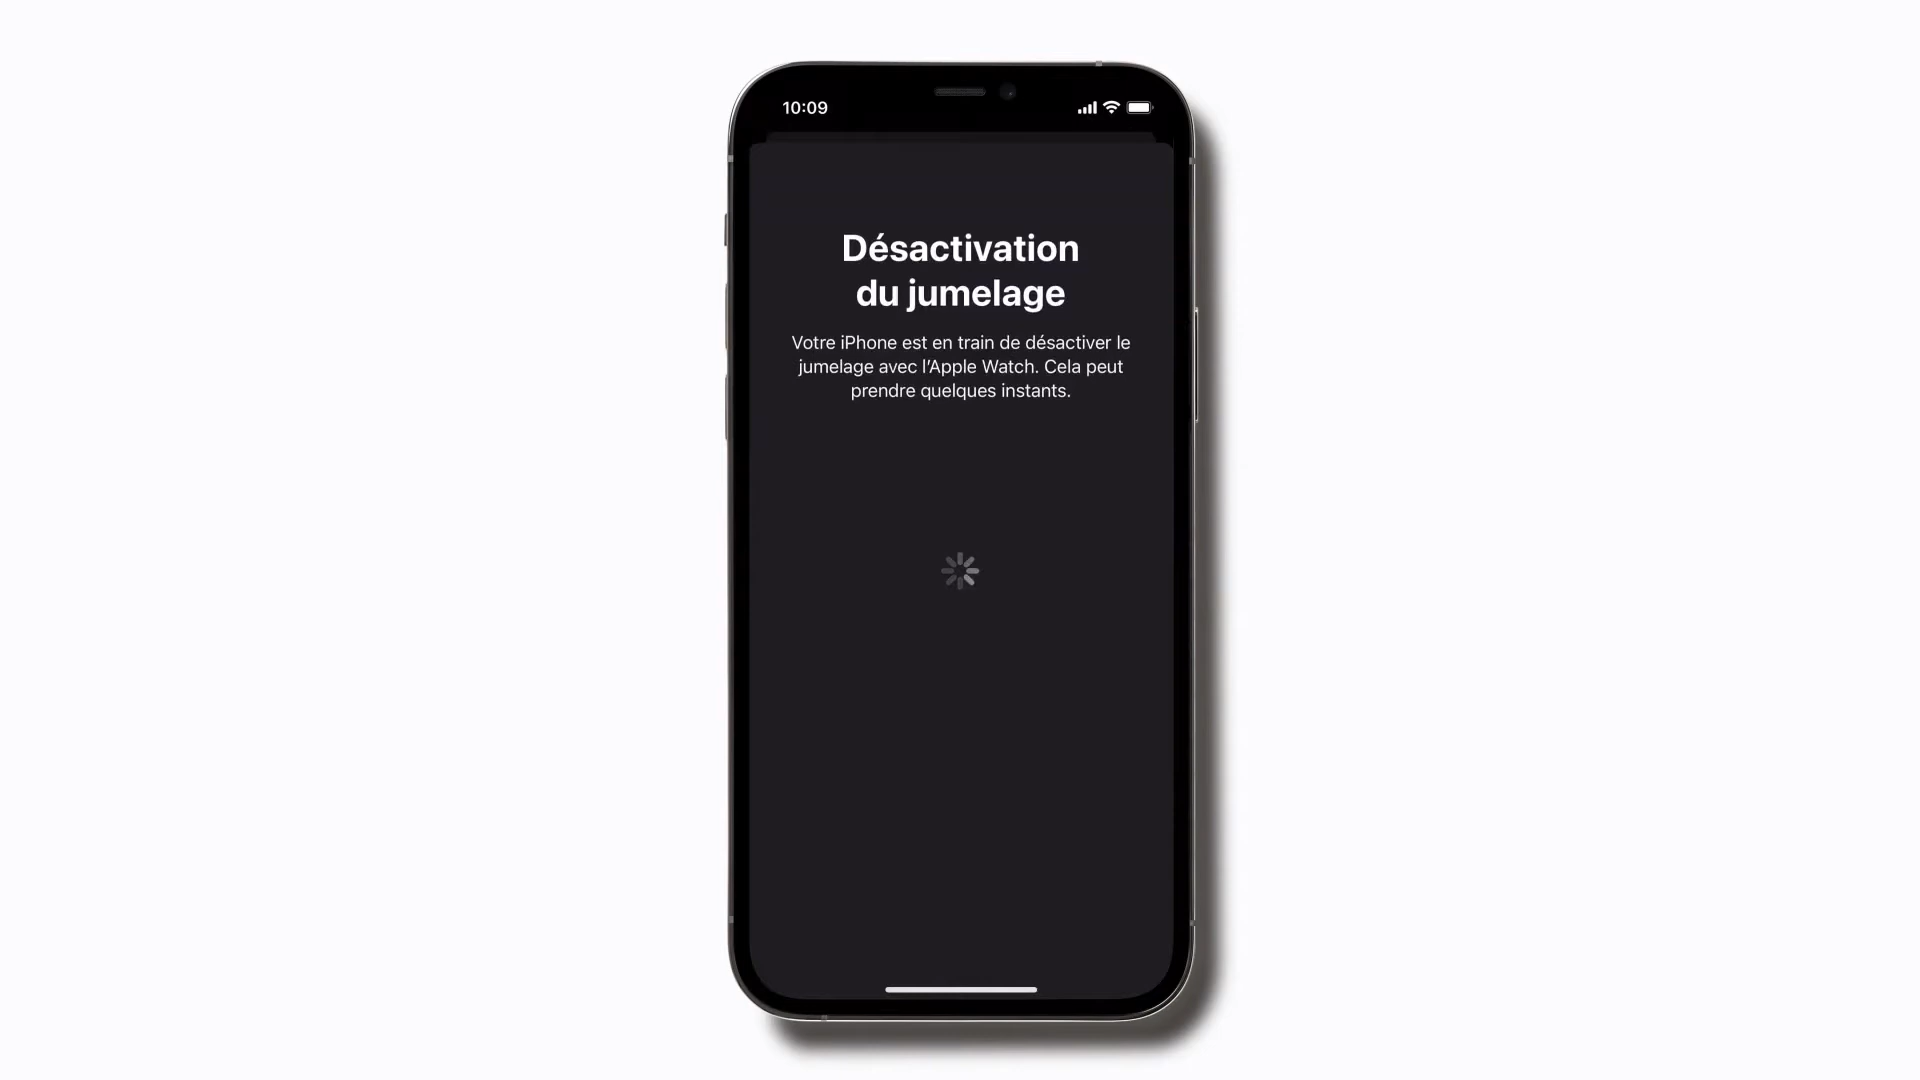 10:09
Désactivation
du jumelage
Votre iPhone est en train de désactiver le
jumelage avec l’Apple Watch. Cela peut
prendre quelques instants.